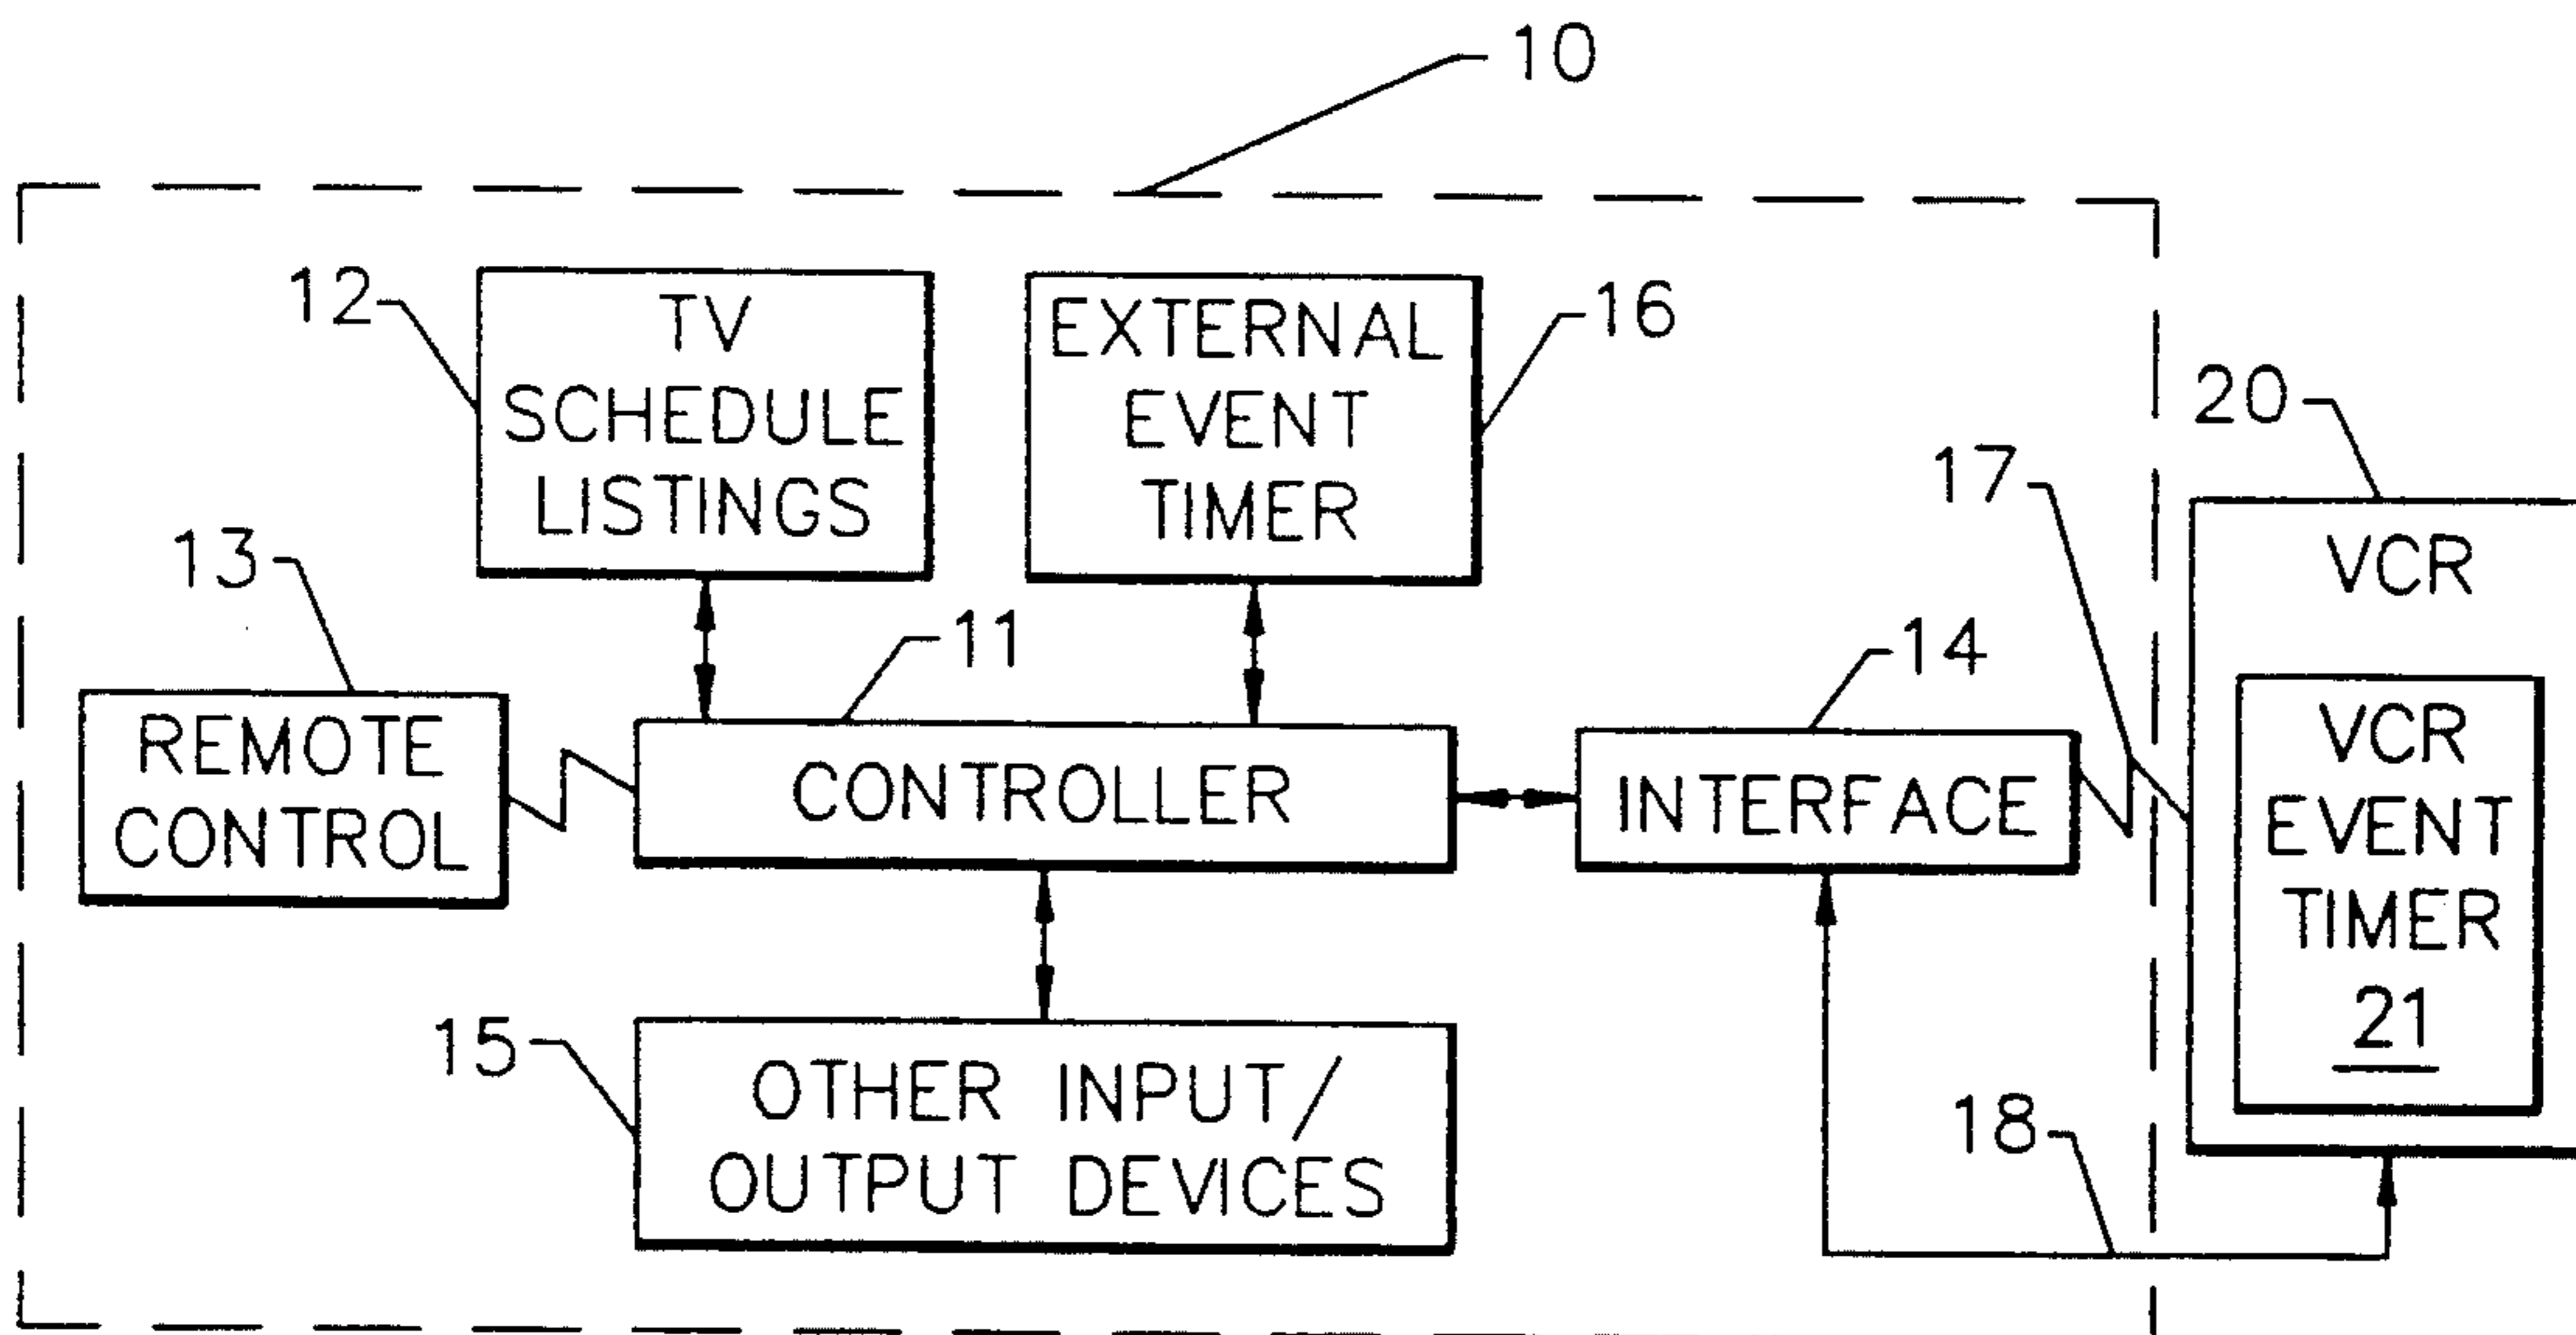 10
12
TV
SCHEDULE
LISTINGS
EXTERNAL
EVENT
TIMER
16
13
REMOTE
CONTROL
11
CONTROLLER
14
INTERFACE
17
20
VCR
VCR
EVENT
TIMER
21
15
OTHER INPUT/
OUTPUT DEVICES
18